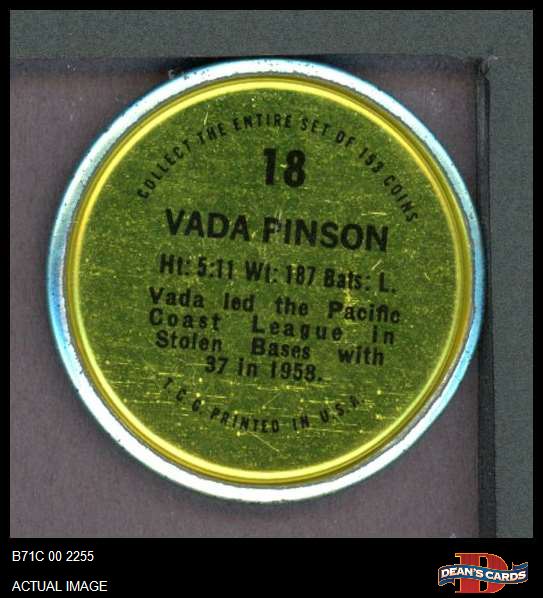 COLLECT THE ENTIRE SET OF 153 COINS
18
VADA PINSON
Ht: 5:11 Wt: 187 Bats: L.
Vada led the Pacific
Coast League in
Stolen Bases with
37 in 1958.
T.C.G. PRINTED IN U.S.A.
B71C 00 2255
ACTUAL IMAGE
D
DEAN'S CARDS